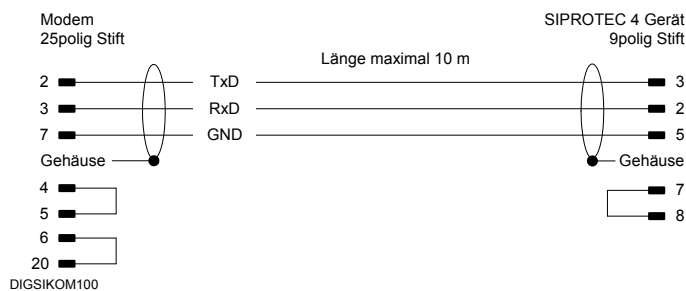 Modem
25polig Stift
SIPROTEC 4 Gerät
9polig Stift
Länge maximal 10 m
2 TxD 3
3 RxD 2
7 GND 5
Gehäuse Gehäuse
4 7
5 8
6
20
DIGSIKOM100